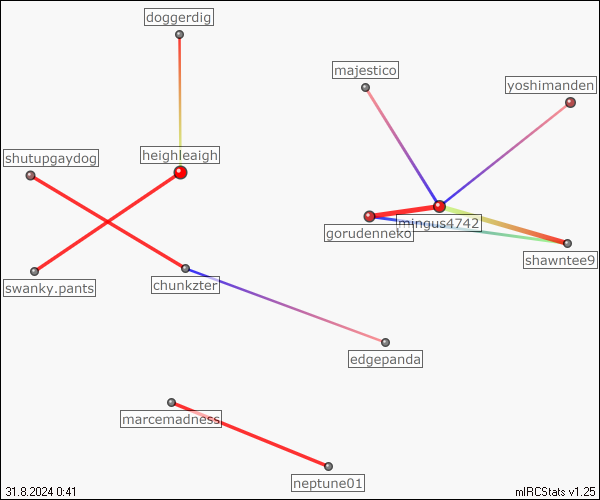 doggerdig
majestico
yoshimanden
heighleaigh
shutupgaydog
mingus4742
gorudenneko
shawntee9
swanky.pants
chunkzter
edgepanda
marcemadness
neptune01
31.8.2024 0:41
mIRCStats v1.25